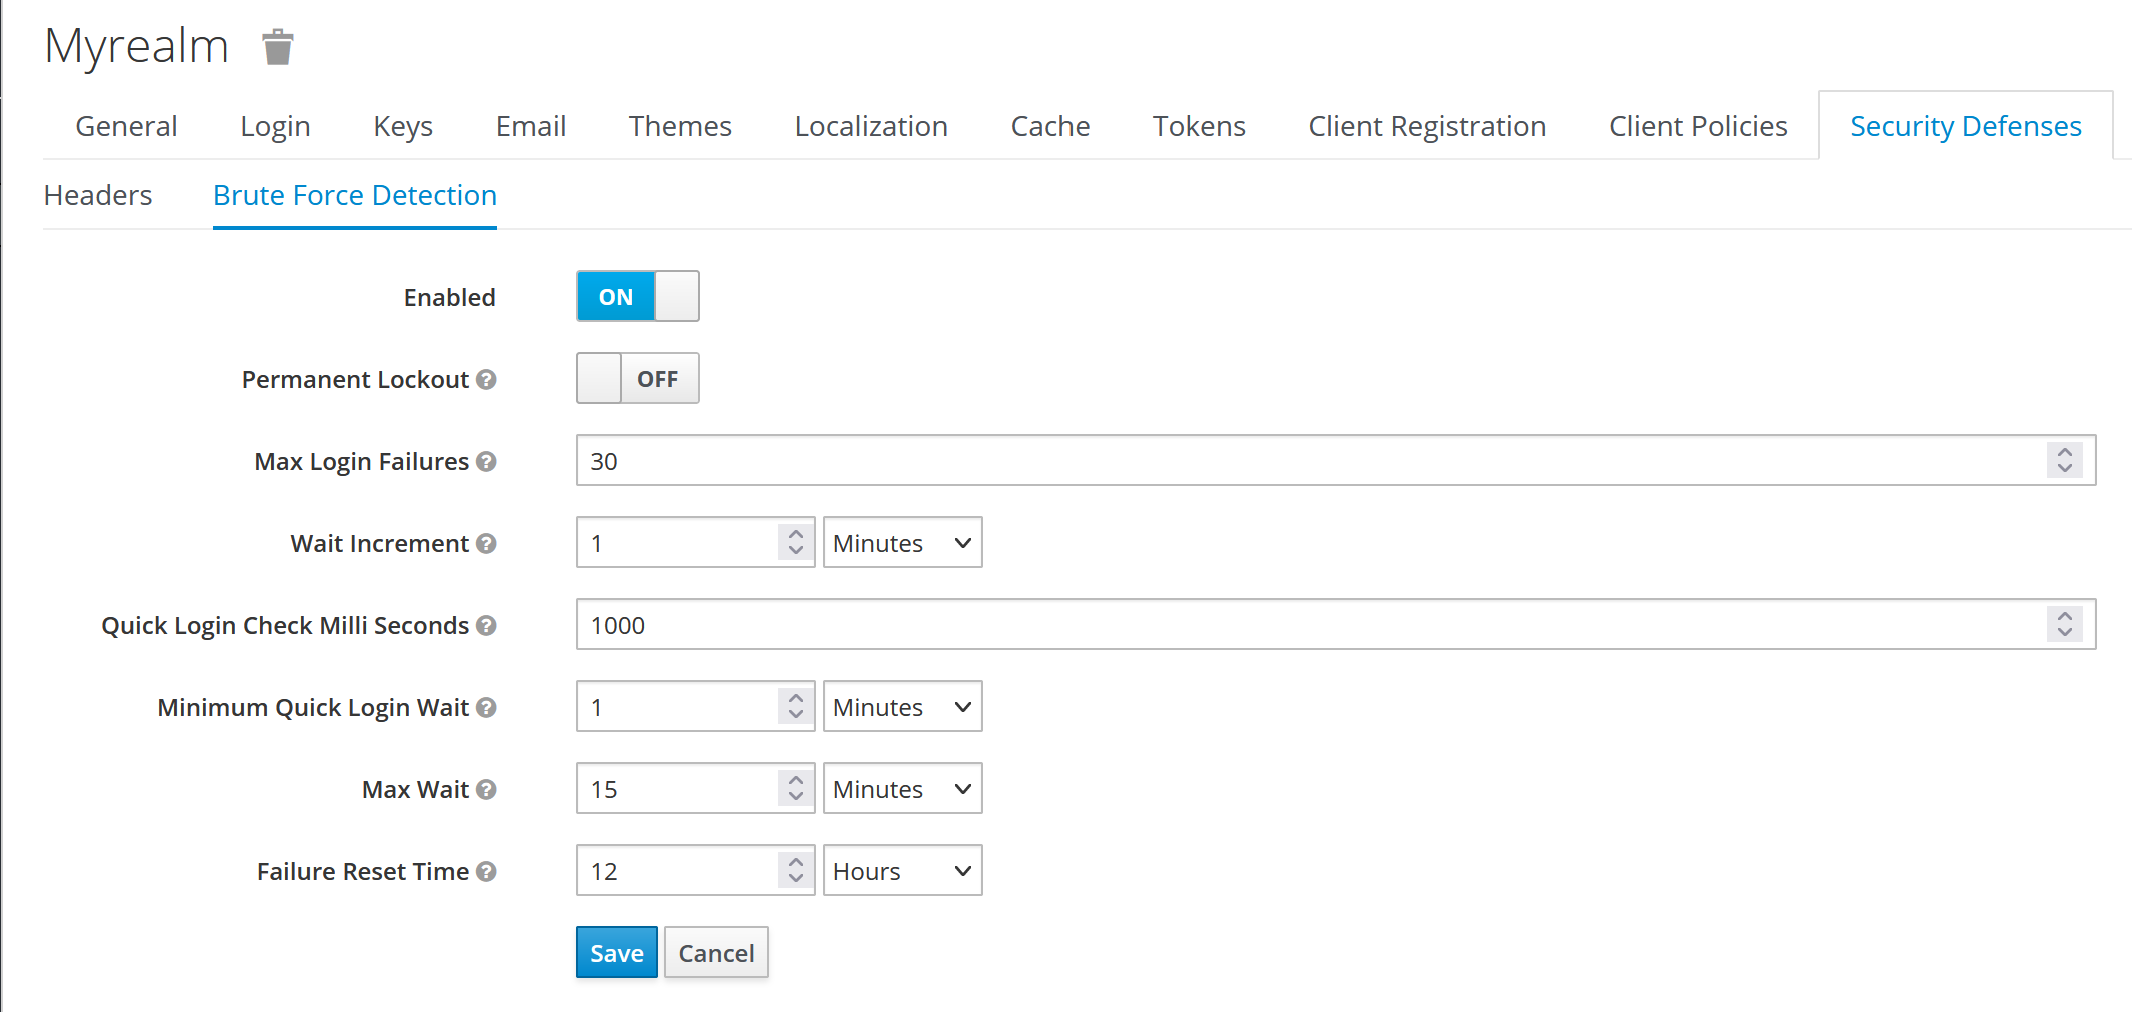 Myrealm
General Login Keys Email Themes Localization Cache Tokens Client Registration Client Policies Security Defenses
Headers Brute Force Detection
Enabled ON
Permanent Lockout OFF
Max Login Failures 30
Wait Increment 1 Minutes
Quick Login Check Milli Seconds 1000
Minimum Quick Login Wait 1 Minutes
Max Wait 15 Minutes
Failure Reset Time 12 Hours
Save Cancel